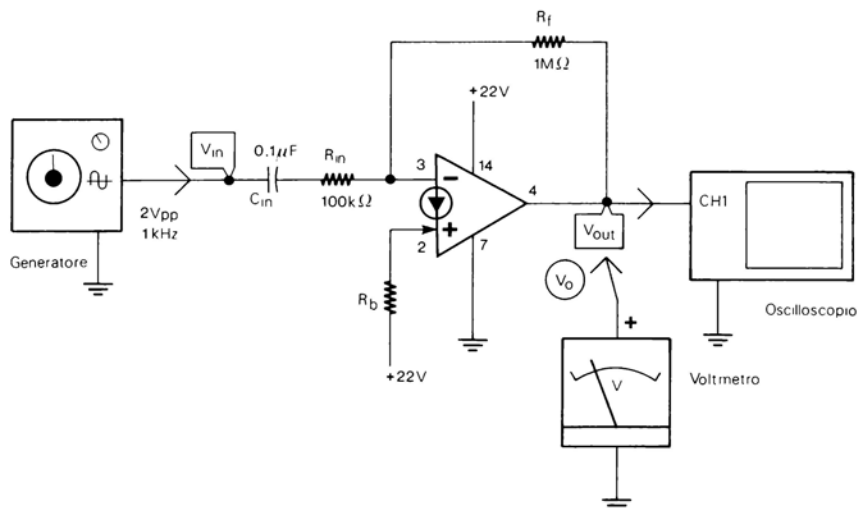 Rf
1MΩ
+22V
Vin
0.1μF
Rin
3
14
−
4
CH1
2Vpp
1kHz
Cin
100kΩ
+
2
7
Vout
Generatore
Vo
Rb
Oscilloscopio
+
+22V
V
Voltmetro